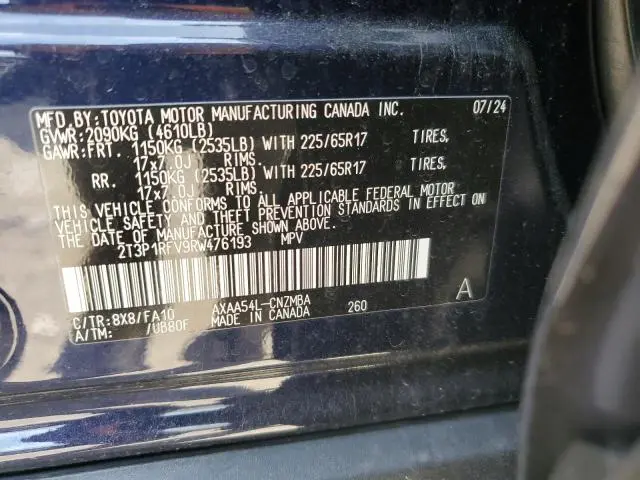 MFD.BY:TOYOTA MOTOR MANUFACTURING CANADA INC. 07/24
GVWR:2090KG (4610LB)
GAWR:FRT. 1150KG (2535LB) WITH 225/65R17 TIRES,
17x7.0J RIMS.
RR. 1150KG (2535LB) WITH 225/65R17 TIRES,
17x7.0J RIMS.
THIS VEHICLE CONFORMS TO ALL APPLICABLE FEDERAL MOTOR
VEHICLE SAFETY AND THEFT PREVENTION STANDARDS IN EFFECT ON
THE DATE OF MANUFACTURE SHOWN ABOVE.
2T3P1RFV9RW476193 MPV
C/TR:8X8/FA10 AXAA54L-CNZMBA 260 A
A/TM: /UB80F MADE IN CANADA